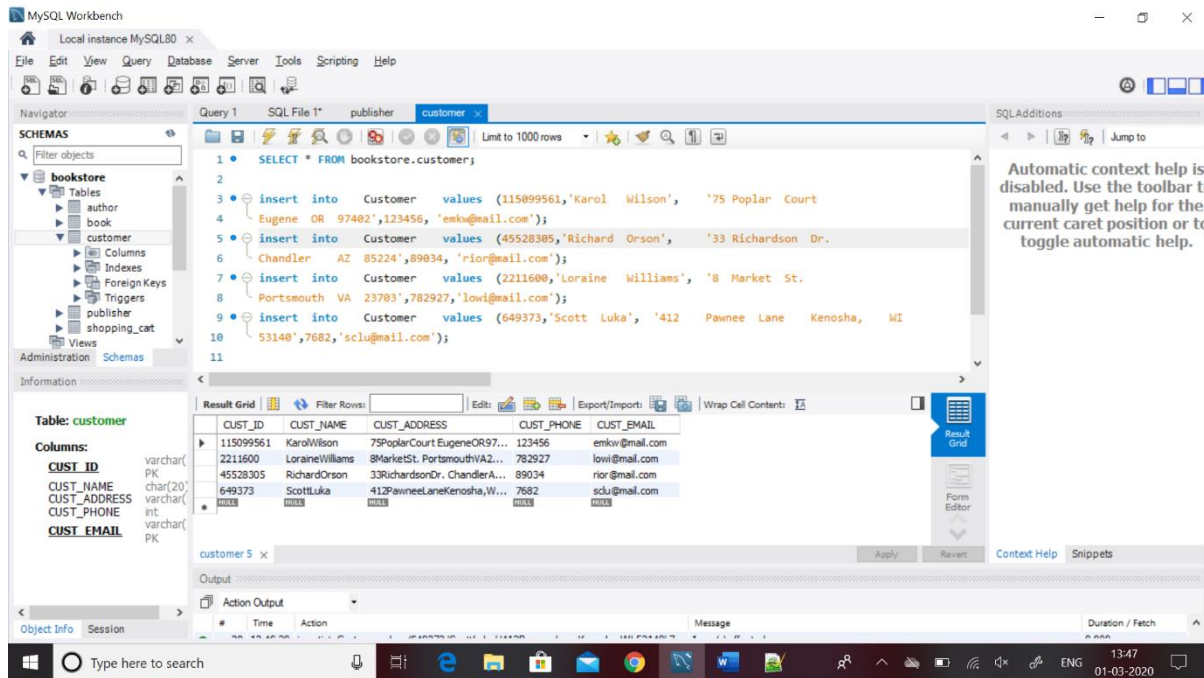 MySQL Workbench
Local instance MySQL80
File Edit View Query Database Server Tools Scripting Help
Navigator
SCHEMAS
Filter objects
bookstore
Tables
author
book
customer
Columns
Indexes
Foreign Keys
Triggers
publisher
shopping_cart
Views
Administration Schemas
Information
Table: customer
Columns:
CUST_ID varchar(
PK
CUST_NAME char(20)
CUST_ADDRESS varchar(
CUST_PHONE int
CUST_EMAIL varchar(
PK
Object Info Session
Query 1 SQL File 1* publisher customer
Limit to 1000 rows
1 SELECT * FROM bookstore.customer;
2
3 insert into Customer values (115099561,'Karol Wilson', '75 Poplar Court
4 Eugene OR 97402',123456, 'emkw@mail.com');
5 insert into Customer values (45528305,'Richard Orson', '33 Richardson Dr.
6 Chandler AZ 85224',89034, 'rior@mail.com');
7 insert into Customer values (2211600,'Loraine Williams', '8 Market St.
8 Portsmouth VA 23703',782927,'lowi@mail.com');
9 insert into Customer values (649373,'Scott Luka', '412 Pawnee Lane Kenosha, WI
10 53140',7682,'sclu@mail.com');
11
Result Grid Filter Rows: Edit: Export/Import: Wrap Cell Content:
CUST_ID CUST_NAME CUST_ADDRESS CUST_PHONE CUST_EMAIL
115099561 KarolWilson 75PoplarCourt EugeneOR97... 123456 emkw@mail.com
2211600 LoraineWilliams 8MarketSt. PortsmouthVA2... 782927 lowi@mail.com
45528305 RichardOrson 33RichardsonDr. ChandlerA... 89034 rior@mail.com
649373 ScottLuka 412PawneeLaneKenosha,W... 7682 sclu@mail.com
NULL NULL NULL NULL NULL
Result
Grid
Form
Editor
customer 5 Apply Revert
Output
Action Output
# Time Action Message Duration / Fetch
SQLAdditions
Jump to
Automatic context help is
disabled. Use the toolbar to
manually get help for the
current caret position or to
toggle automatic help.
Context Help Snippets
Type here to search
ENG
13:47
01-03-2020